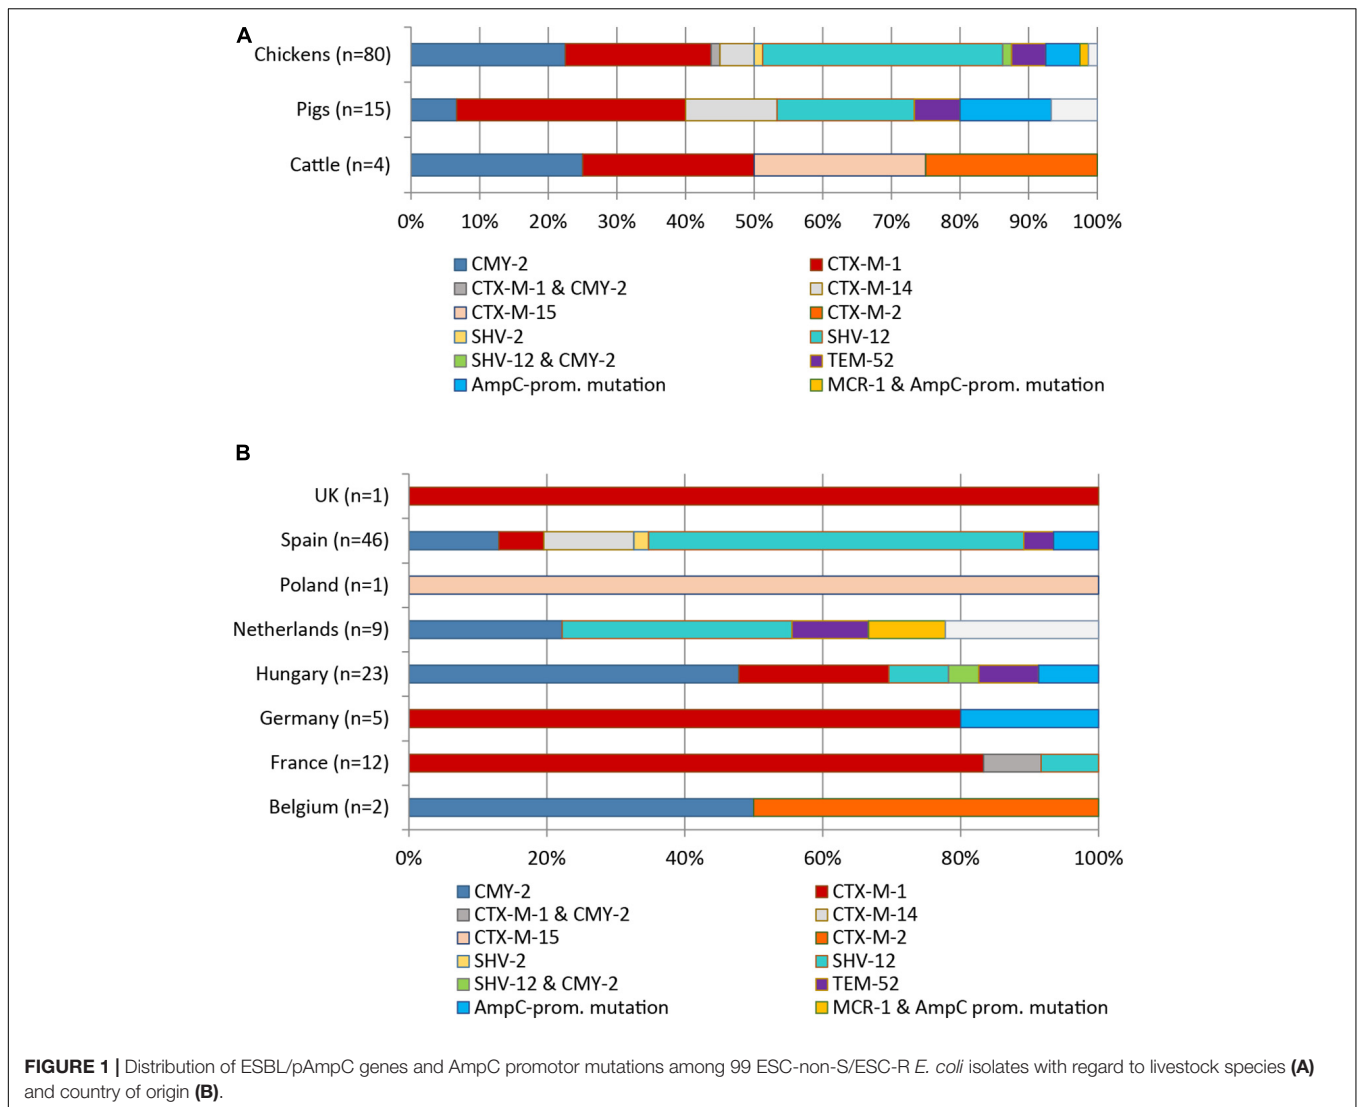 A
Chickens (n=80)
Pigs (n=15)
Cattle (n=4)
0% 10% 20% 30% 40% 50% 60% 70% 80% 90% 100%
CMY-2 CTX-M-1
CTX-M-1 & CMY-2 CTX-M-14
CTX-M-15 CTX-M-2
SHV-2 SHV-12
SHV-12 & CMY-2 TEM-52
AmpC-prom. mutation MCR-1 & AmpC-prom. mutation
B
UK (n=1)
Spain (n=46)
Poland (n=1)
Netherlands (n=9)
Hungary (n=23)
Germany (n=5)
France (n=12)
Belgium (n=2)
0% 20% 40% 60% 80% 100%
CMY-2 CTX-M-1
CTX-M-1 & CMY-2 CTX-M-14
CTX-M-15 CTX-M-2
SHV-2 SHV-12
SHV-12 & CMY-2 TEM-52
AmpC-prom. mutation MCR-1 & AmpC prom. mutation
FIGURE 1 | Distribution of ESBL/pAmpC genes and AmpC promotor mutations among 99 ESC-non-S/ESC-R E. coli isolates with regard to livestock species (A)
and country of origin (B).